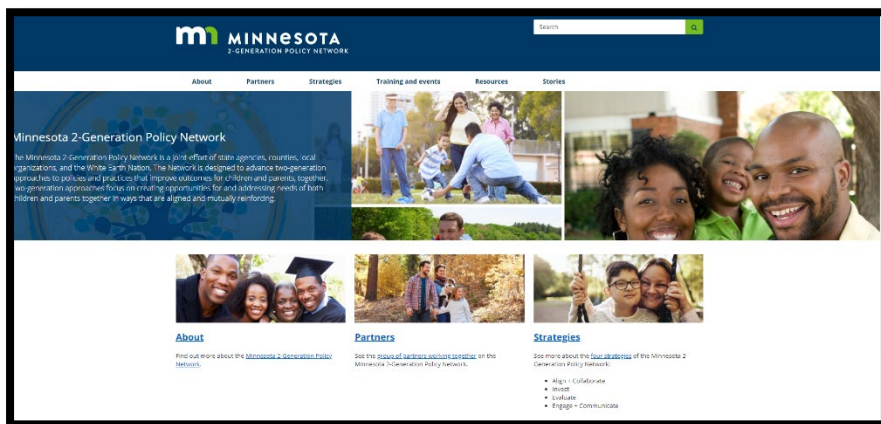 mn MINNESOTA
2-GENERATION POLICY NETWORK
Search
About Partners Strategies Training and events Resources Stories
Minnesota 2-Generation Policy Network
The Minnesota 2-Generation Policy Network is a joint effort of state agencies, counties, local
organizations, and the White Earth Nation. The Network is designed to advance two-generation
approaches to policies and practices that improve outcomes for children and parents, together.
Two-generation approaches focus on creating opportunities for and addressing needs of both
children and parents together in ways that are aligned and mutually reinforcing.
About
Find out more about the Minnesota 2-Generation Policy
Network.
Partners
See the group of partners working together on the
Minnesota 2-Generation Policy Network.
Strategies
See more about the four strategies of the Minnesota 2
Generation Policy Network:
• Align + Collaborate
• Invest
• Evaluate
• Engage + Communicate